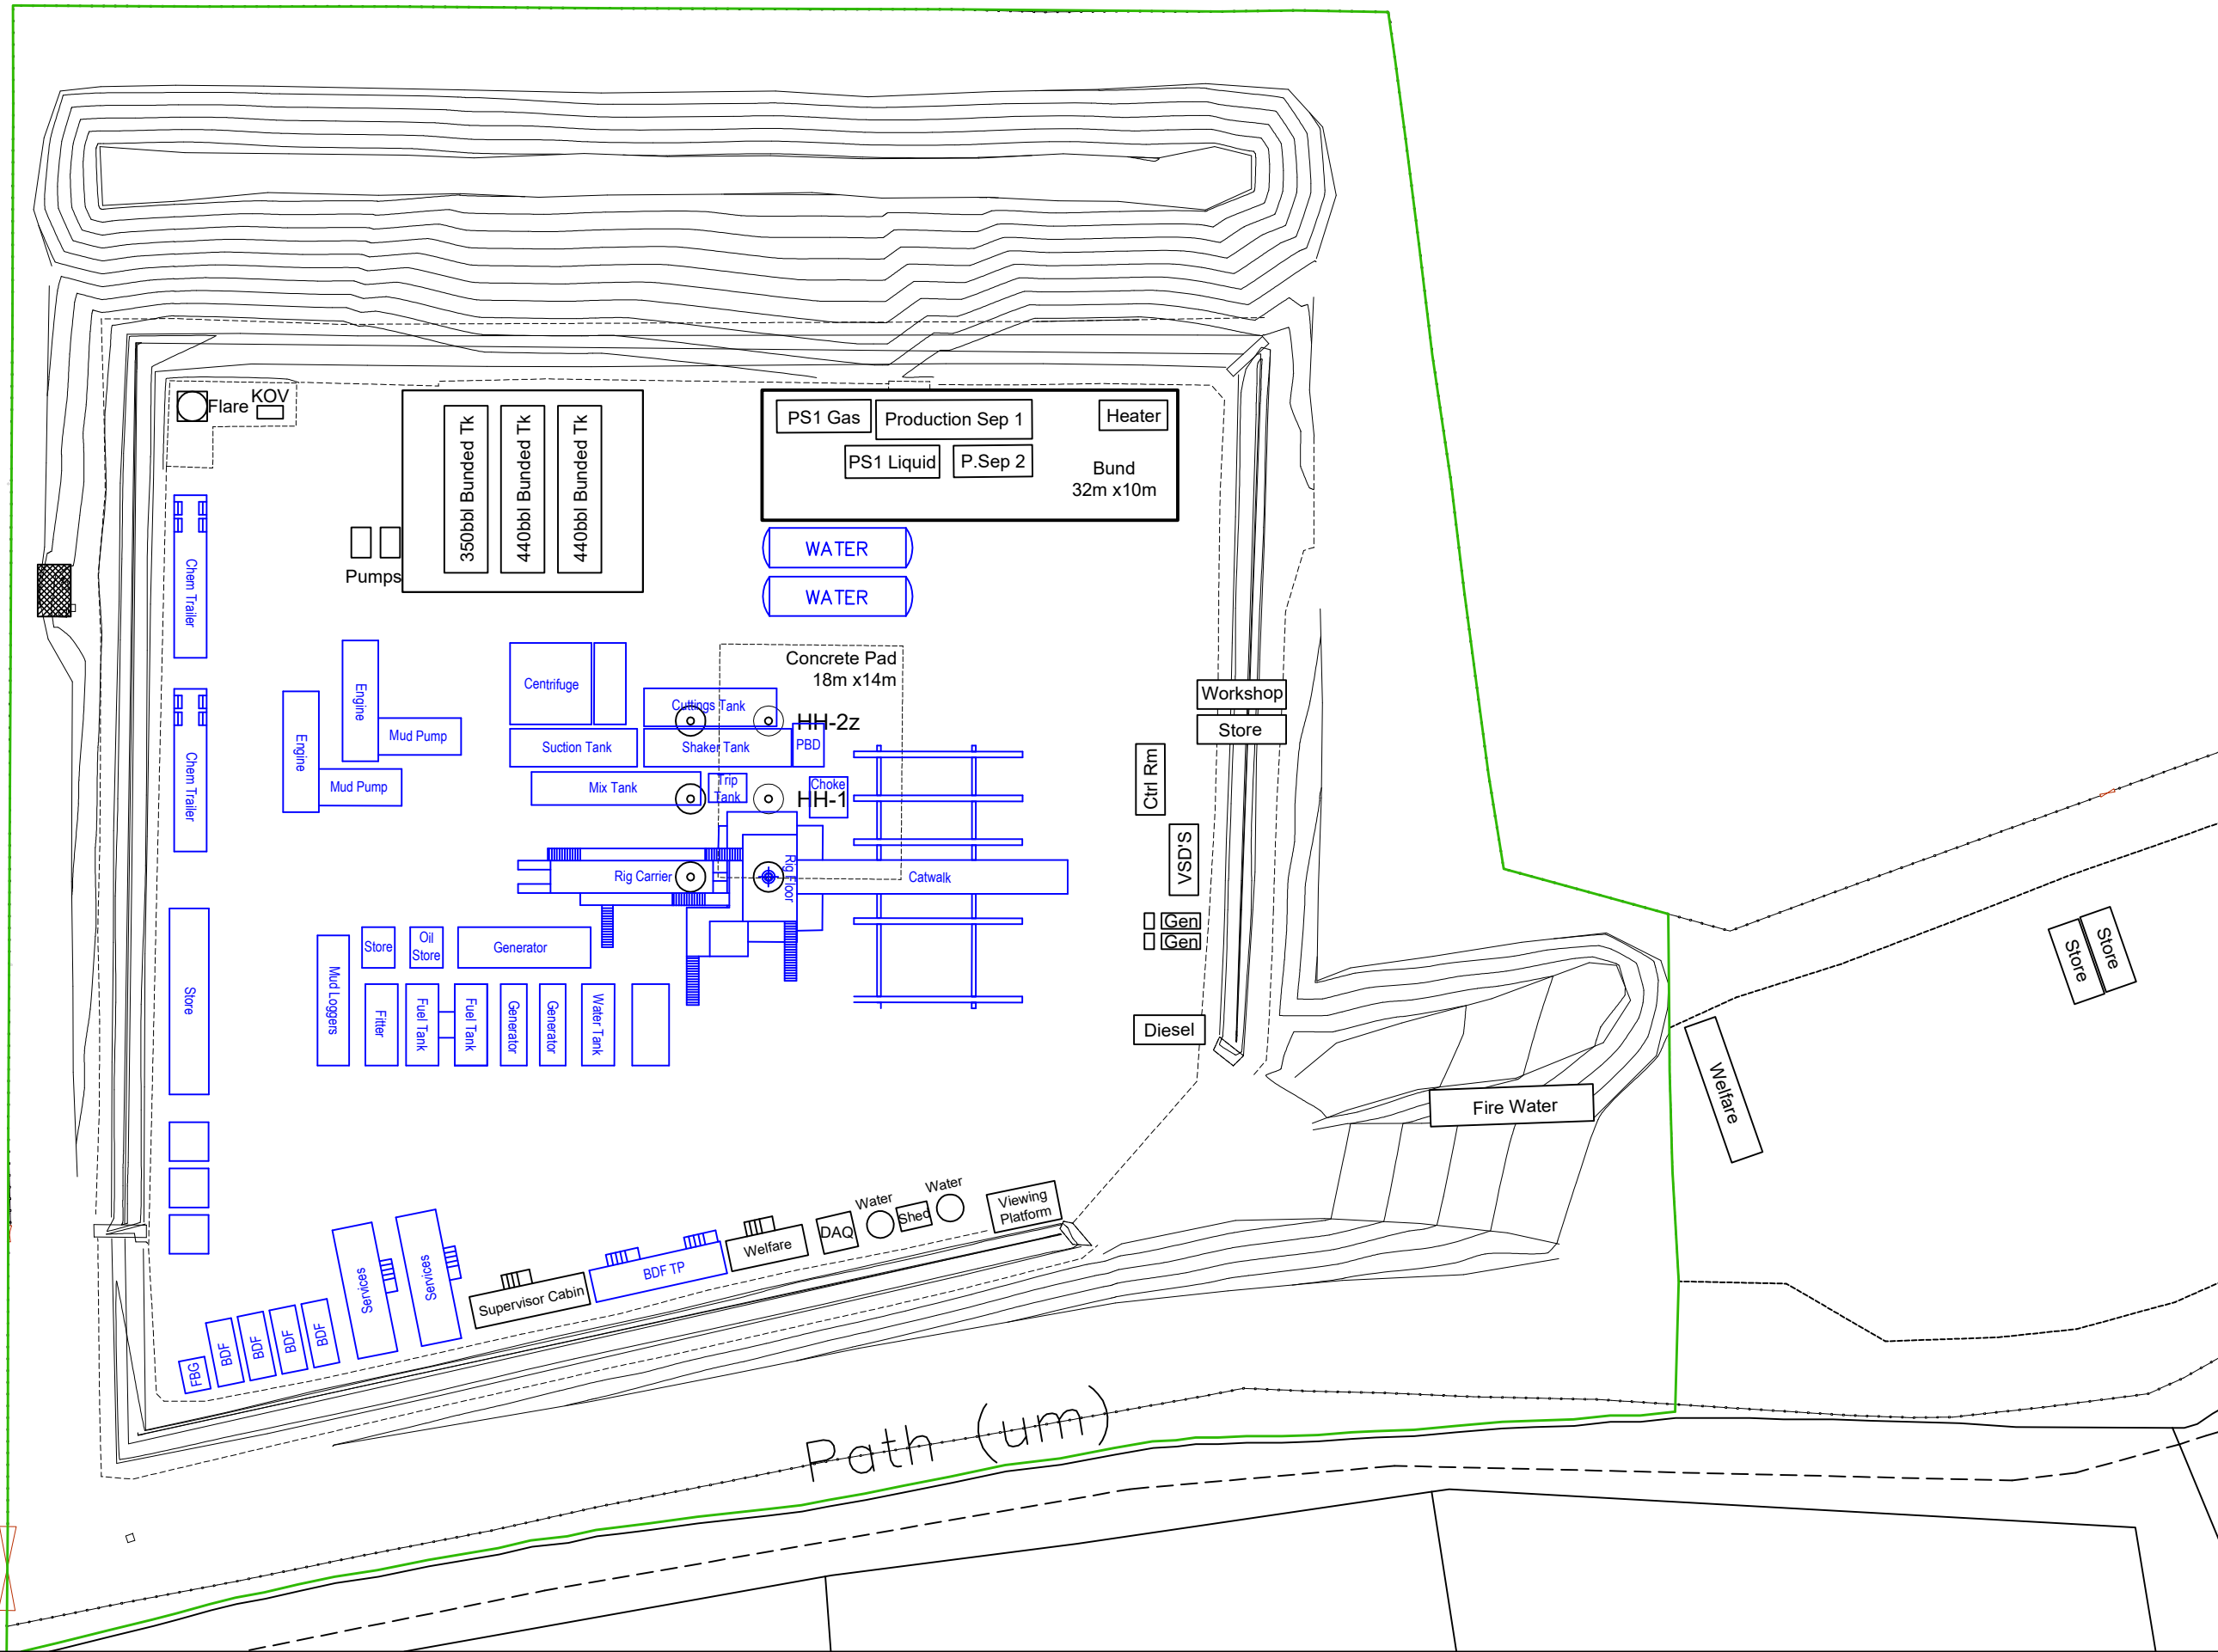 Flare
KOV
350bbl Bunded Tk
440bbl Bunded Tk
440bbl Bunded Tk
Pumps
PS1 Gas
Production Sep 1
Heater
PS1 Liquid
P.Sep 2
Bund
32m x10m
WATER
WATER
Chem Trailer
Chem Trailer
Engine
Engine
Mud Pump
Mud Pump
Centrifuge
Cuttings Tank
Suction Tank
Shaker Tank
PBD
Mix Tank
Trip
Tank
Choke
Concrete Pad
18m x14m
HH-2z
HH-1
Workshop
Store
Ctrl Rm
VSD'S
Gen
Gen
Diesel
Rig Carrier
Rig Floor
Catwalk
Store
Mud Loggers
Store
Oil
Store
Generator
Fitter
Fuel Tank
Fuel Tank
Generator
Generator
Water Tank
Store
Store
Welfare
Fire Water
Viewing
Platform
Water
Shed
Water
DAQ
Welfare
BDF TP
Supervisor Cabin
Services
Services
BDF
BDF
BDF
BDF
FBG
Path (um)